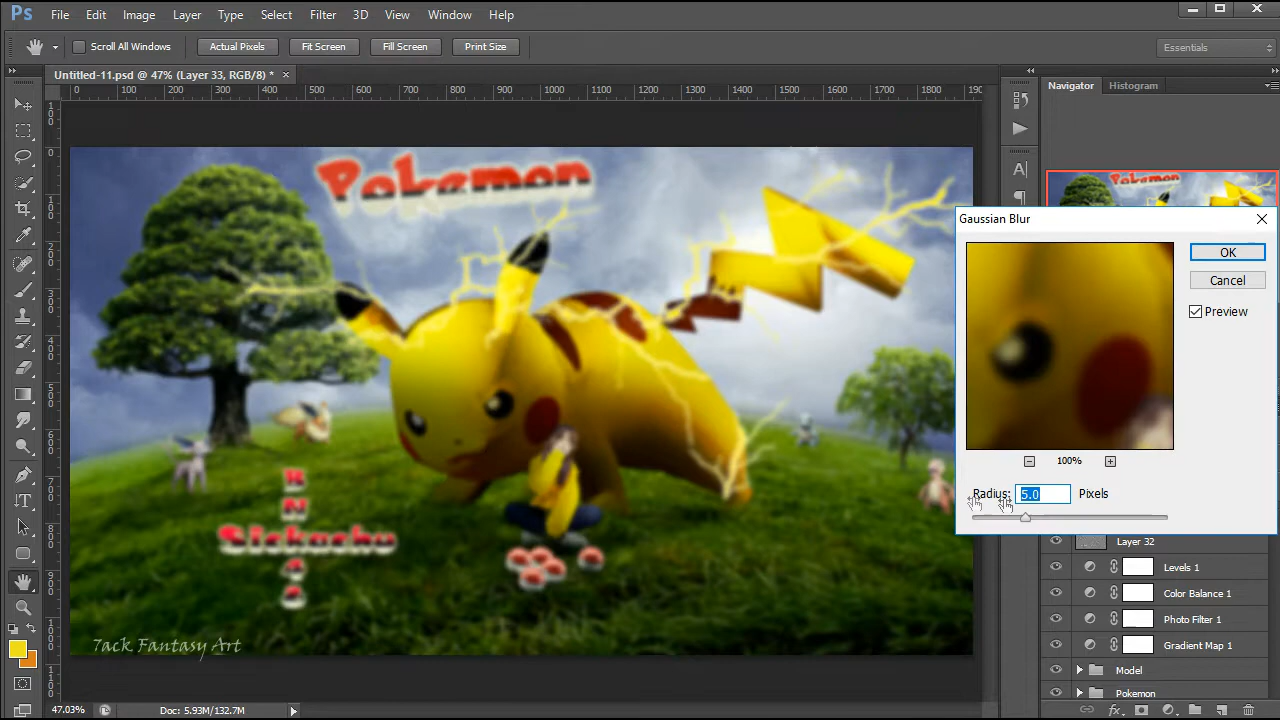 Ps File Edit Image Layer Type Select Filter 3D View Window Help
Scroll All Windows Actual Pixels Fit Screen Fill Screen Print Size Essentials
Untitled-11.psd @ 47% (Layer 33, RGB/8) * ×
Navigator Histogram
0 100 200 300 400 500 600 700 800 900 1000 1100 1200 1300 1400 1500 1600 1700 1800 190
Pokemon
Gaussian Blur
OK
Cancel
Preview
100%
Radius: 5.0 Pixels
Layer 32
Levels 1
Color Balance 1
Photo Filter 1
Gradient Map 1
Model
Pokemon
7ack Fantasy Art
47.03% Doc: 5.93M/132.7M